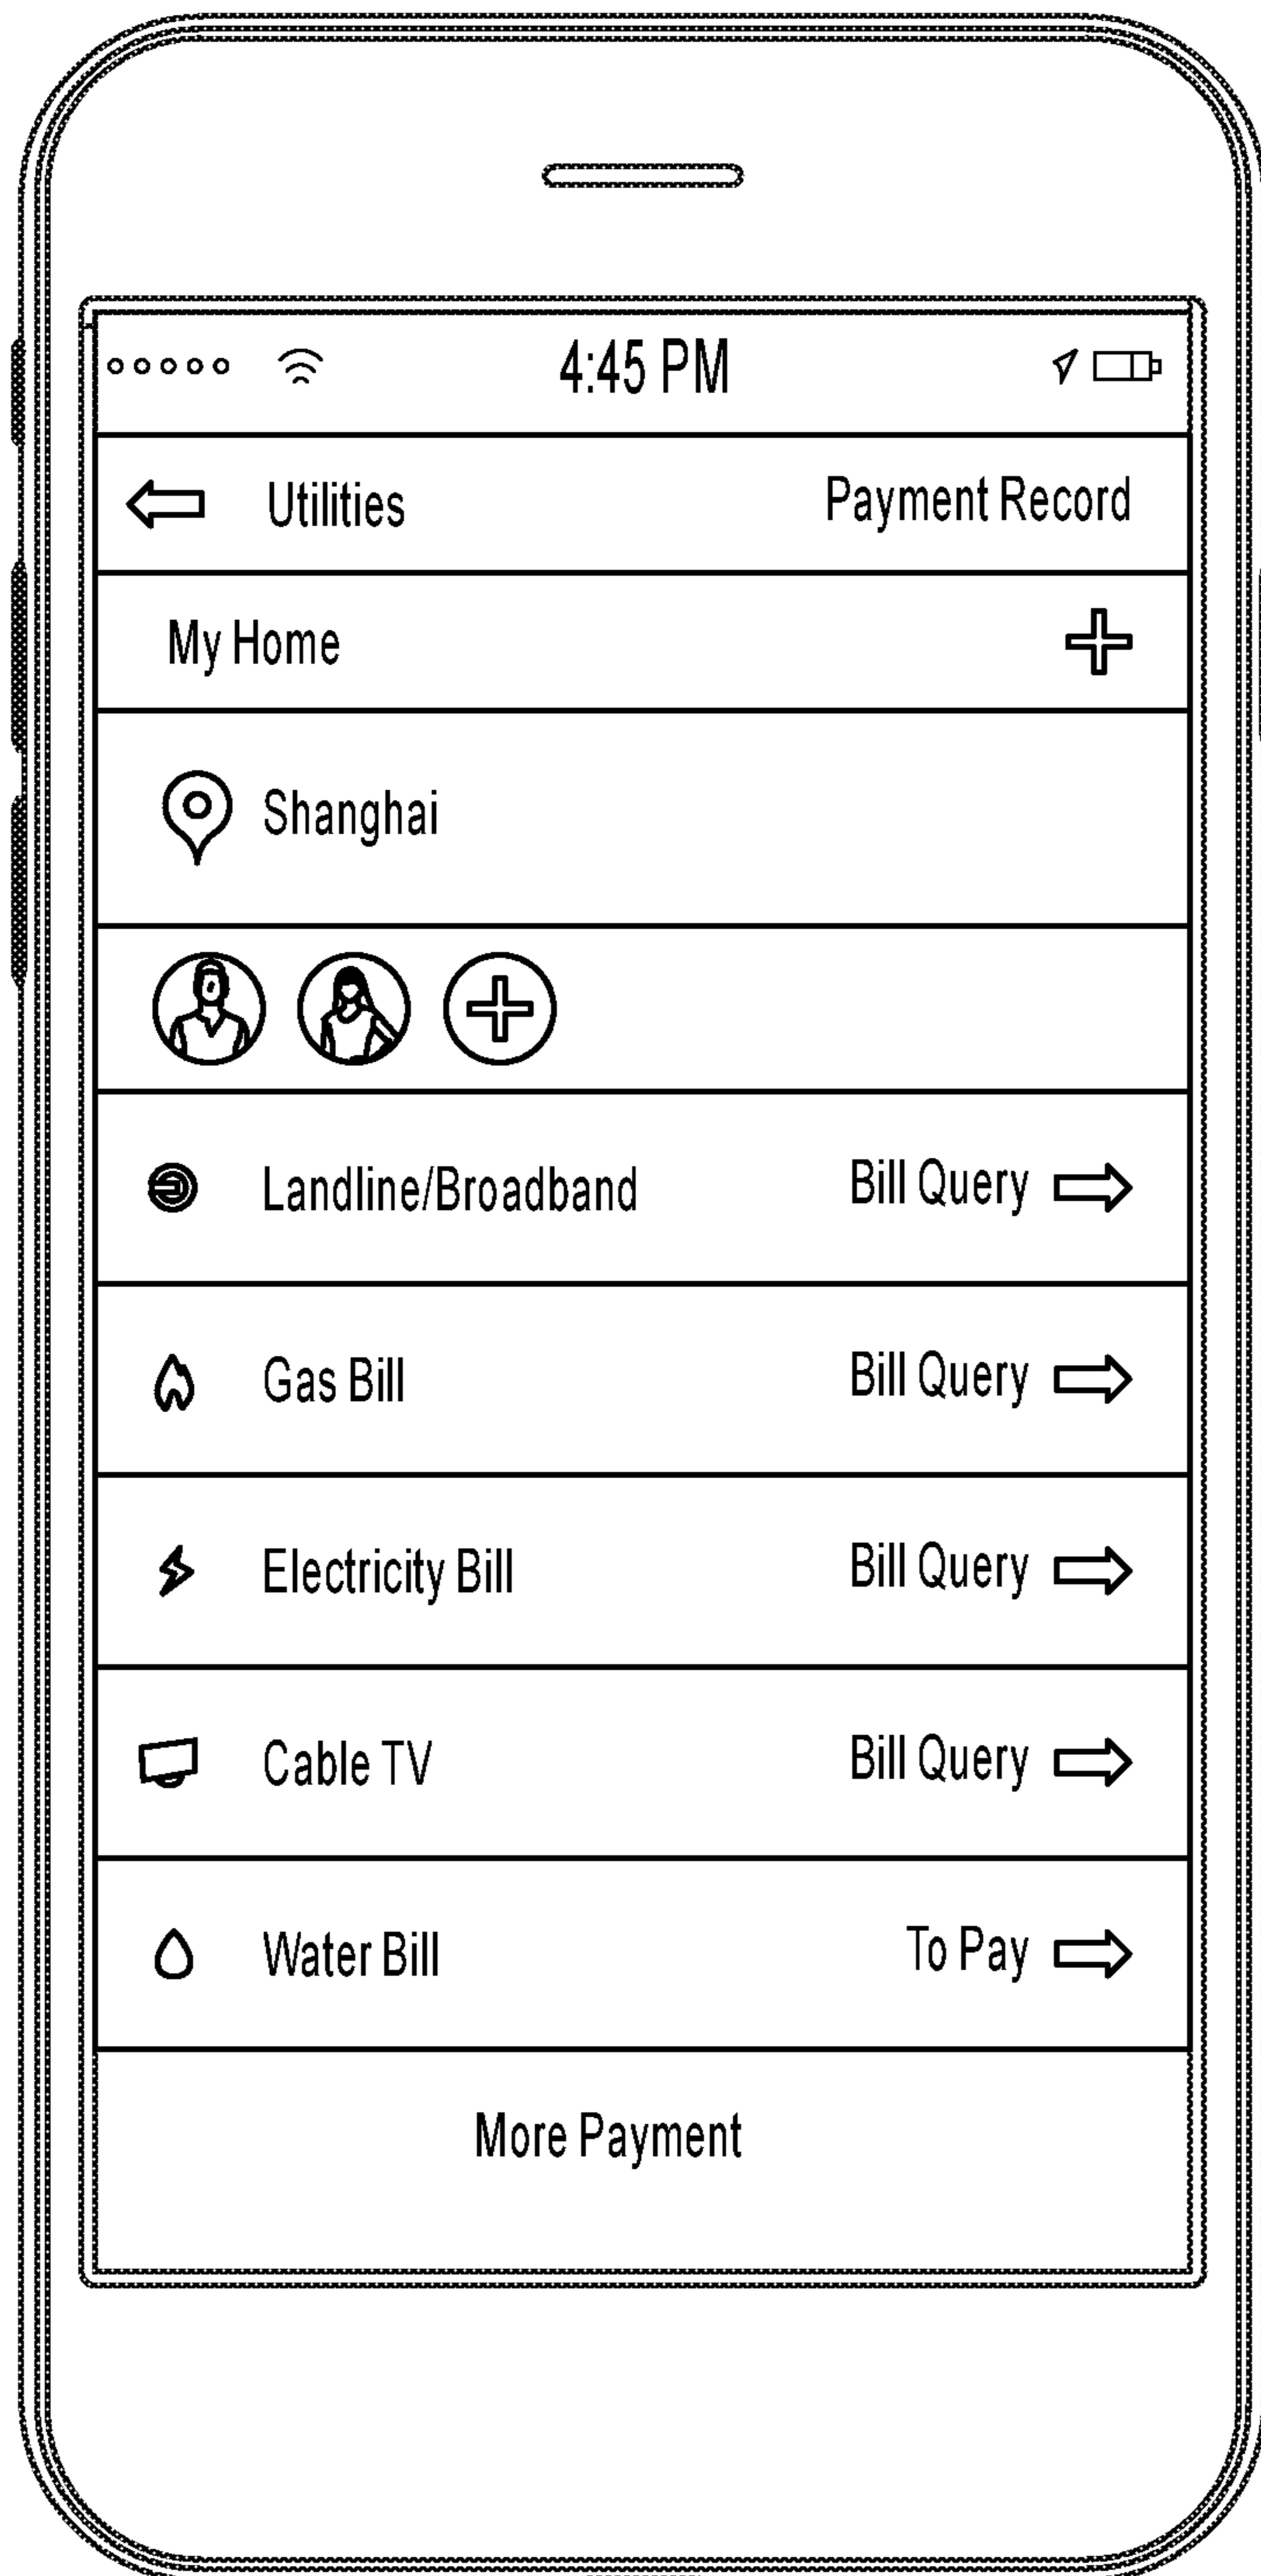 4:45 PM
Utilities Payment Record
My Home
Shanghai
Landline/Broadband Bill Query
Gas Bill Bill Query
Electricity Bill Bill Query
Cable TV Bill Query
Water Bill To Pay
More Payment